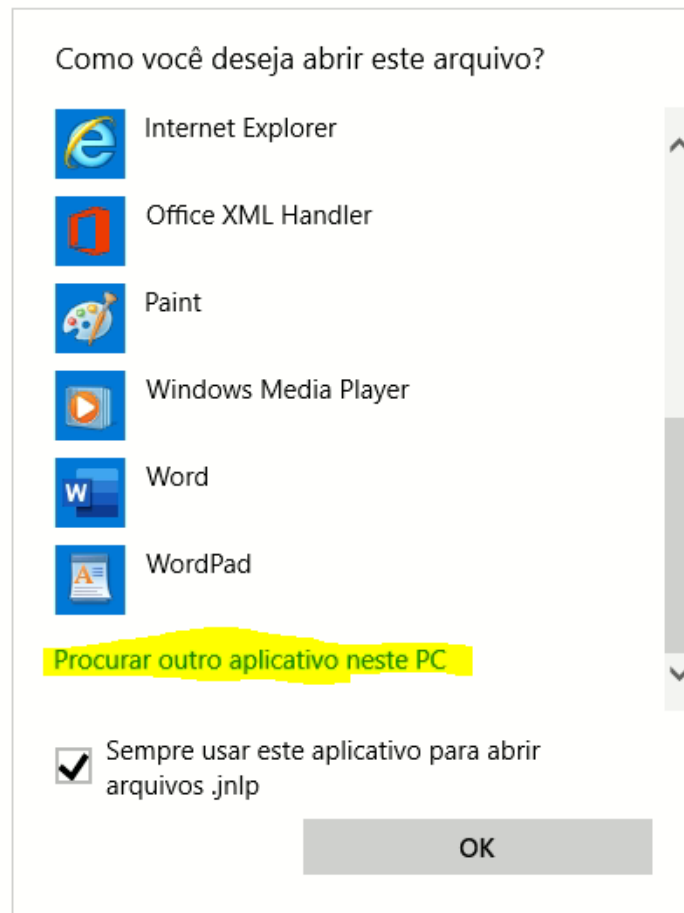 Como você deseja abrir este arquivo?
Internet Explorer
Office XML Handler
Paint
Windows Media Player
W
Word
A
WordPad
Procurar outro aplicativo neste PC
Sempre usar este aplicativo para abrir
arquivos .jnlp
OK